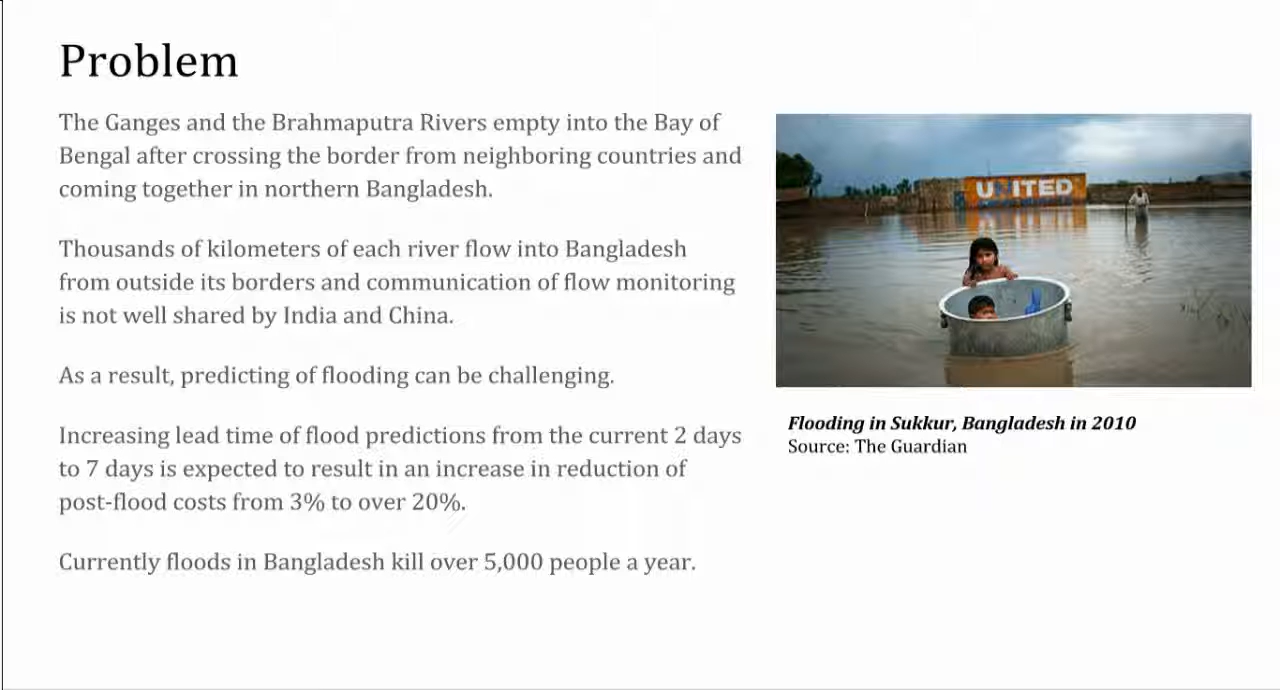 Problem
The Ganges and the Brahmaputra Rivers empty into the Bay of
Bengal after crossing the border from neighboring countries and
coming together in northern Bangladesh.
Thousands of kilometers of each river flow into Bangladesh
from outside its borders and communication of flow monitoring
is not well shared by India and China.
As a result, predicting of flooding can be challenging.
Increasing lead time of flood predictions from the current 2 days
to 7 days is expected to result in an increase in reduction of
post-flood costs from 3% to over 20%.
Currently floods in Bangladesh kill over 5,000 people a year.
UNITED
Flooding in Sukkur, Bangladesh in 2010
Source: The Guardian